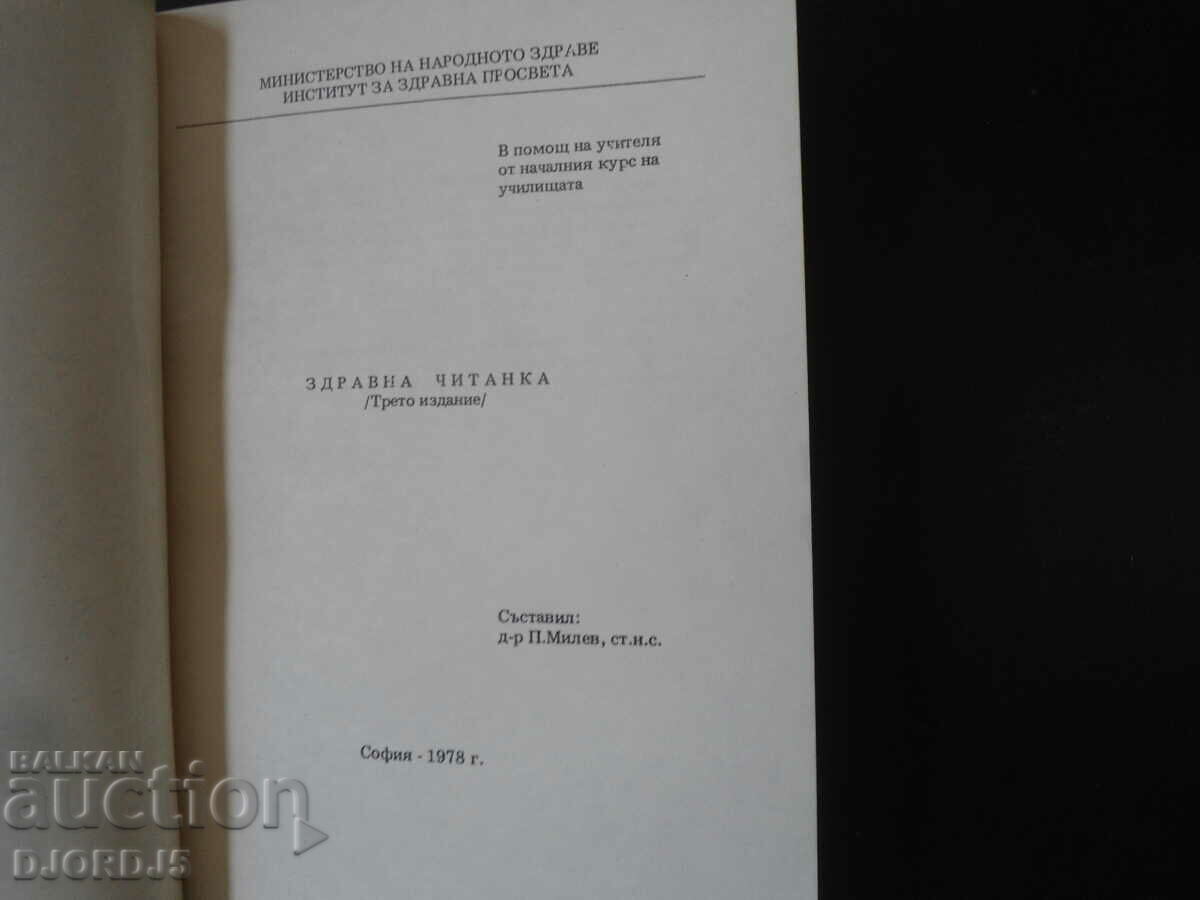 МИНИСТЕРСТВО НА НАРОДНОТО ЗДРАВЕ
ИНСТИТУТ ЗА ЗДРАВНА ПРОСВЕТА
В помощ на учителя
от началния курс на
училищата
ЗДРАВНА ЧИТАНКА
/Трето издание/
Съставил:
д-р П.Милев, ст.н.с.
София - 1978 г.
BALKAN
auction
DJORDJ5